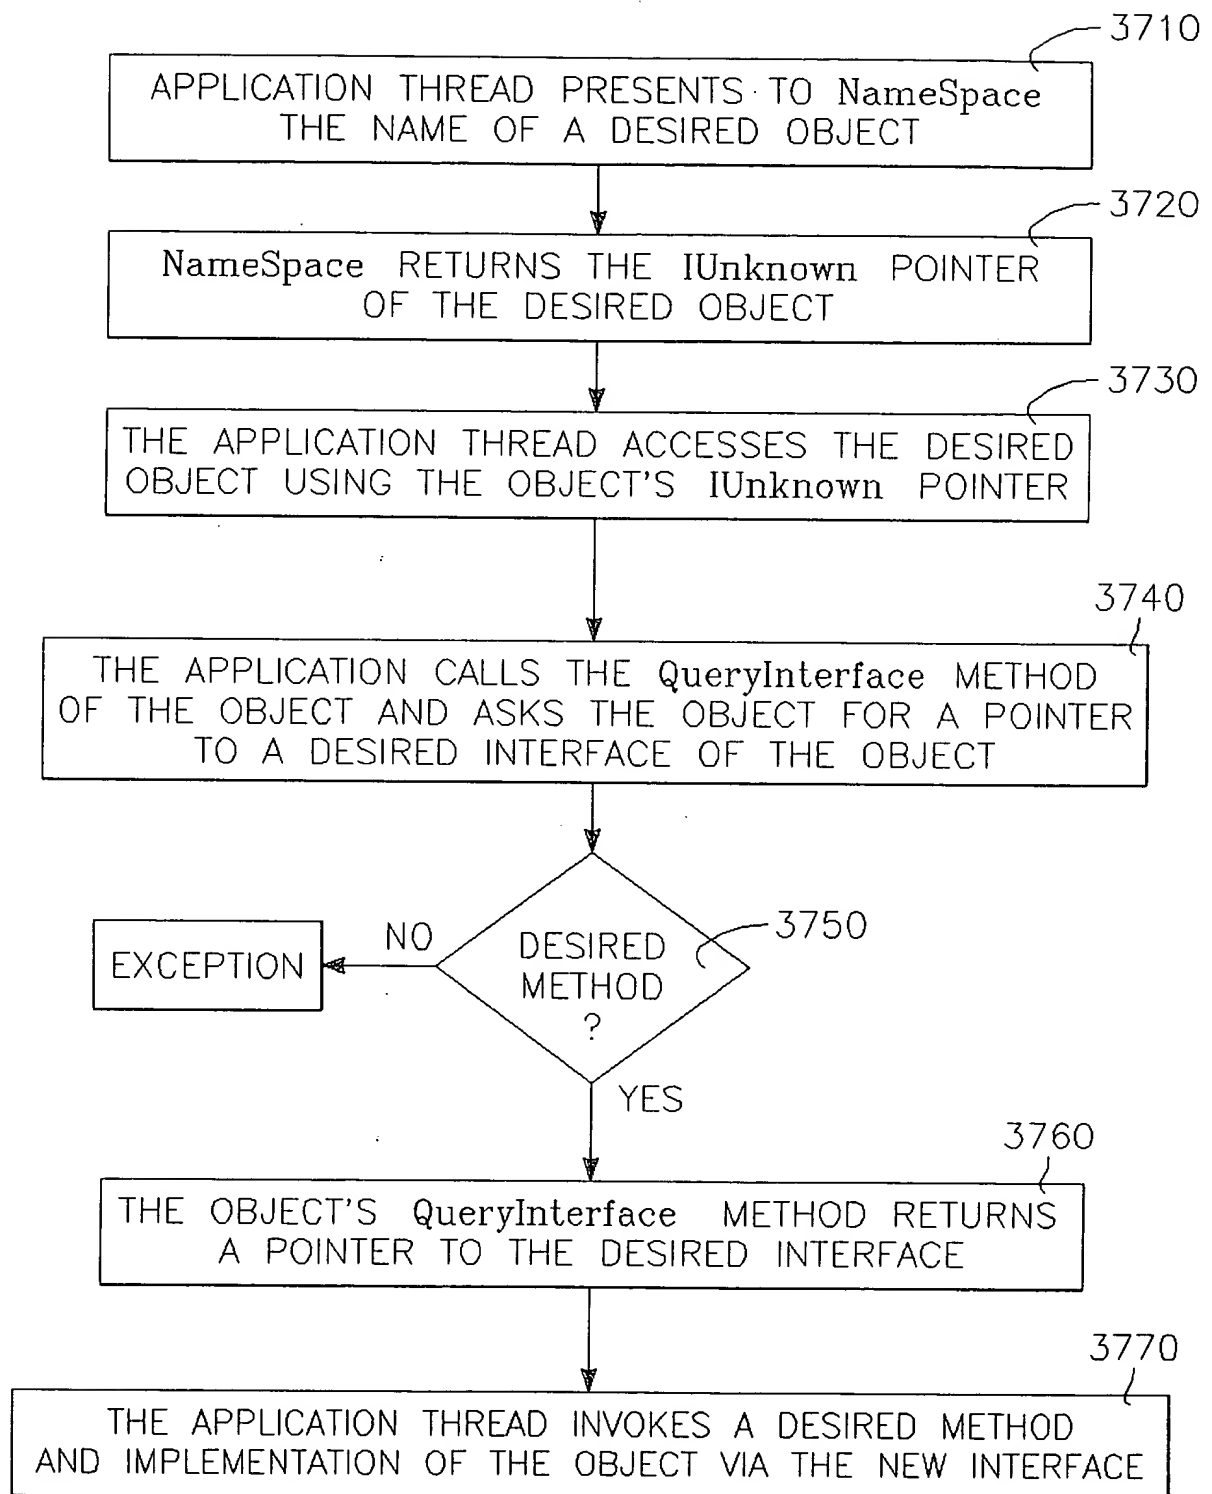 3710
APPLICATION THREAD PRESENTS TO NameSpace
THE NAME OF A DESIRED OBJECT
3720
NameSpace RETURNS THE IUnknown POINTER
OF THE DESIRED OBJECT
3730
THE APPLICATION THREAD ACCESSES THE DESIRED
OBJECT USING THE OBJECT'S IUnknown POINTER
3740
THE APPLICATION CALLS THE QueryInterface METHOD
OF THE OBJECT AND ASKS THE OBJECT FOR A POINTER
TO A DESIRED INTERFACE OF THE OBJECT
3750
DESIRED
METHOD
?
NO
EXCEPTION
YES
3760
THE OBJECT'S QueryInterface METHOD RETURNS
A POINTER TO THE DESIRED INTERFACE
3770
THE APPLICATION THREAD INVOKES A DESIRED METHOD
AND IMPLEMENTATION OF THE OBJECT VIA THE NEW INTERFACE